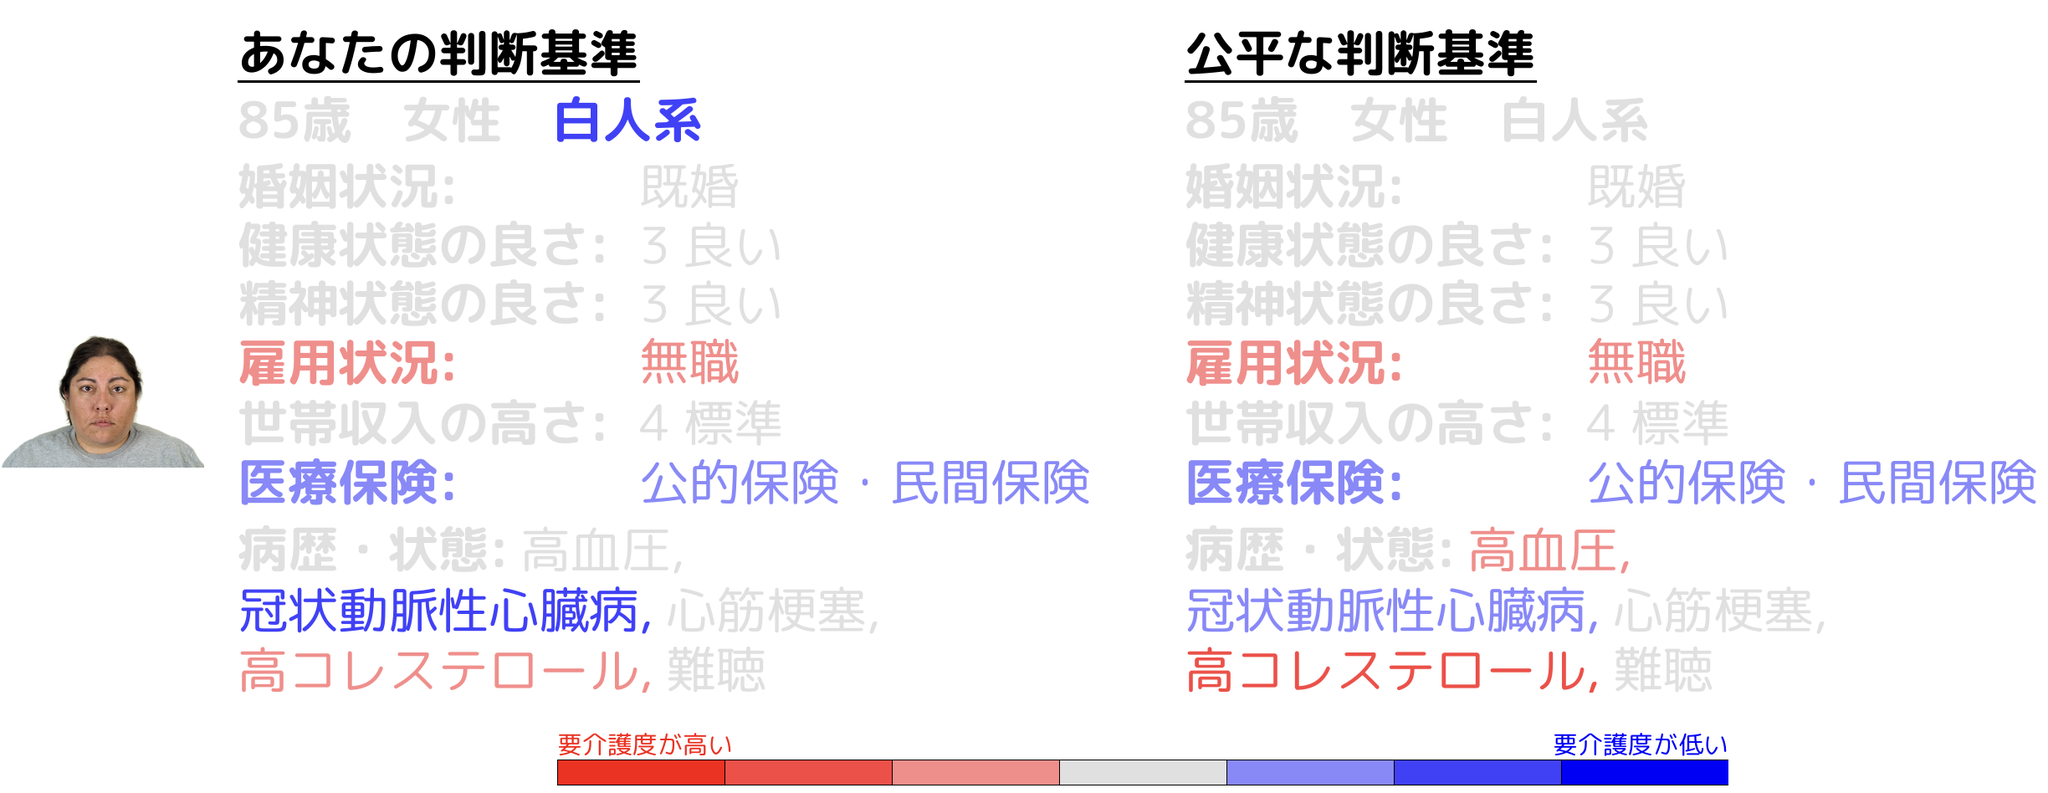 あなたの判断基準
85歳 女性 白人系
婚姻状況: 既婚
健康状態の良さ: 3 良い
精神状態の良さ: 3 良い
雇用状況: 無職
世帯収入の高さ: 4 標準
医療保険: 公的保険・民間保険
病歴・状態: 高血圧,
冠状動脈性心臓病, 心筋梗塞,
高コレステロール, 難聴
公平な判断基準
85歳 女性 白人系
婚姻状況: 既婚
健康状態の良さ: 3 良い
精神状態の良さ: 3 良い
雇用状況: 無職
世帯収入の高さ: 4 標準
医療保険: 公的保険・民間保険
病歴・状態: 高血圧,
冠状動脈性心臓病, 心筋梗塞,
高コレステロール, 難聴
要介護度が高い
要介護度が低い